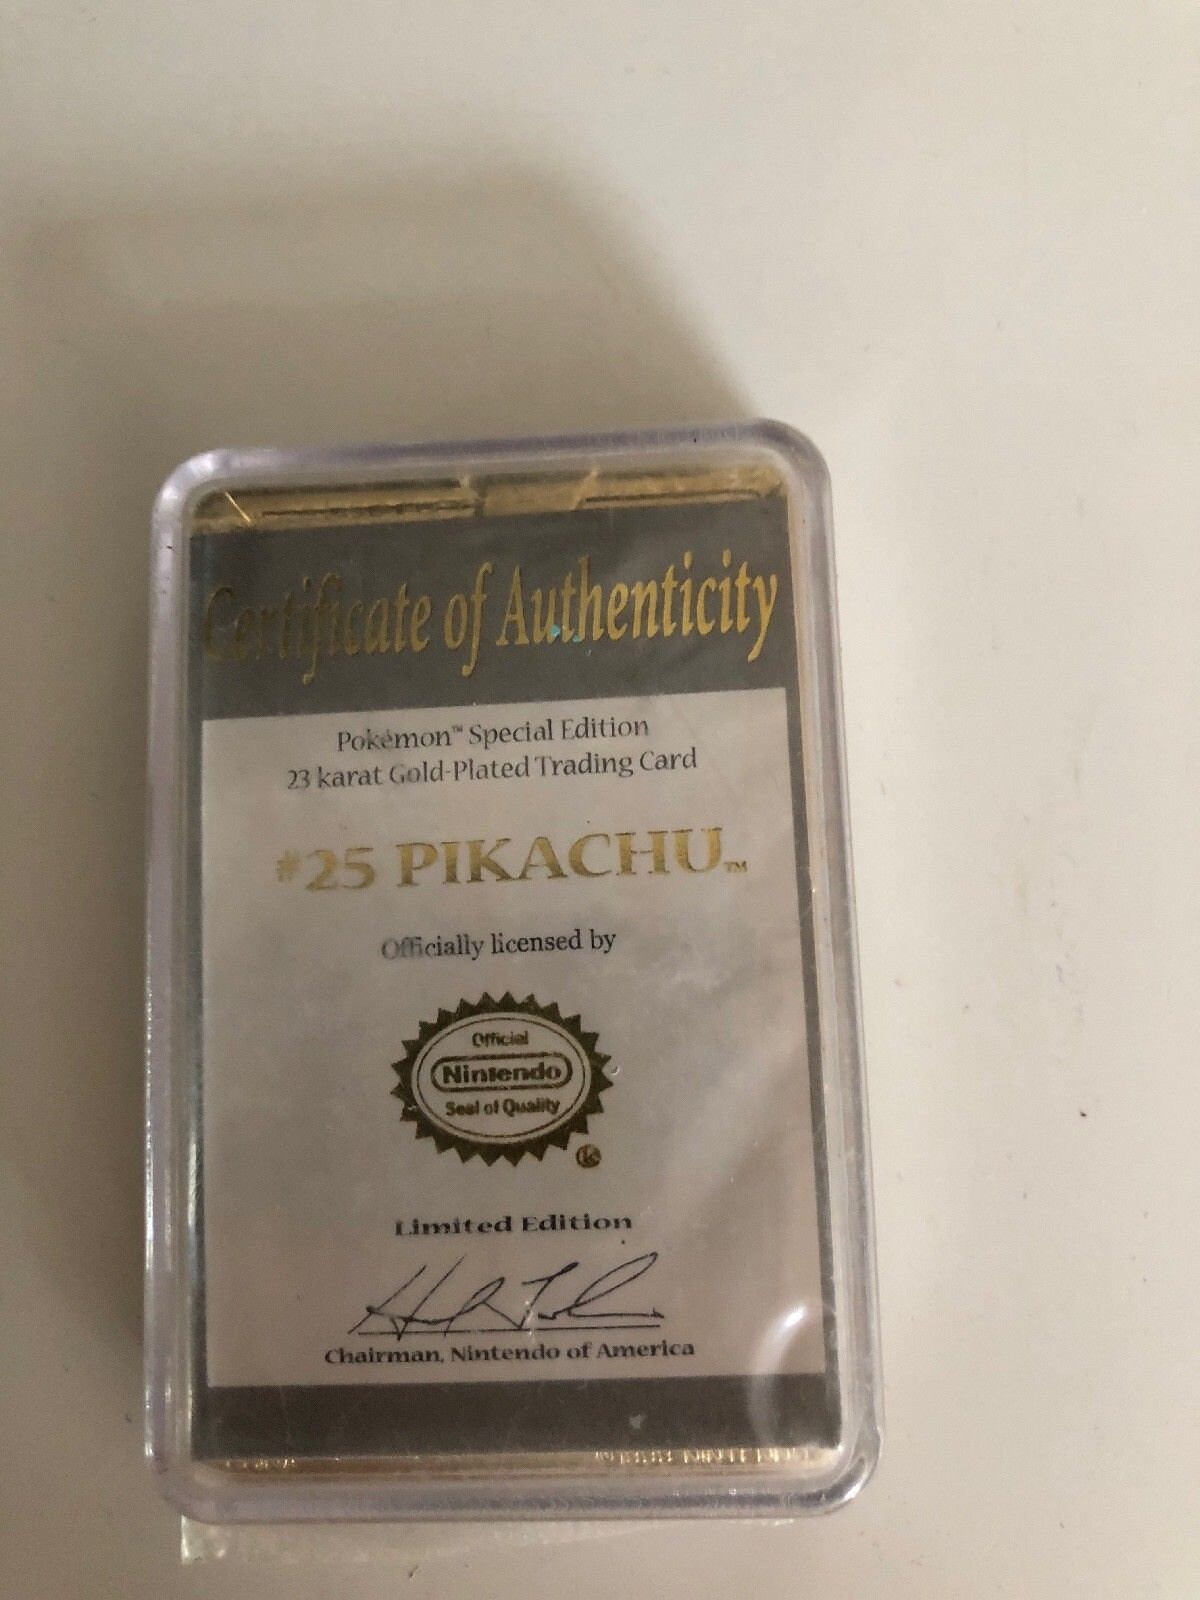 Certificate of Authenticity
Pokémon™ Special Edition
23 karat Gold-Plated Trading Card
#25 PIKACHU™
Officially licensed by
Official
Nintendo
Seal of Quality
Limited Edition
Chairman, Nintendo of America